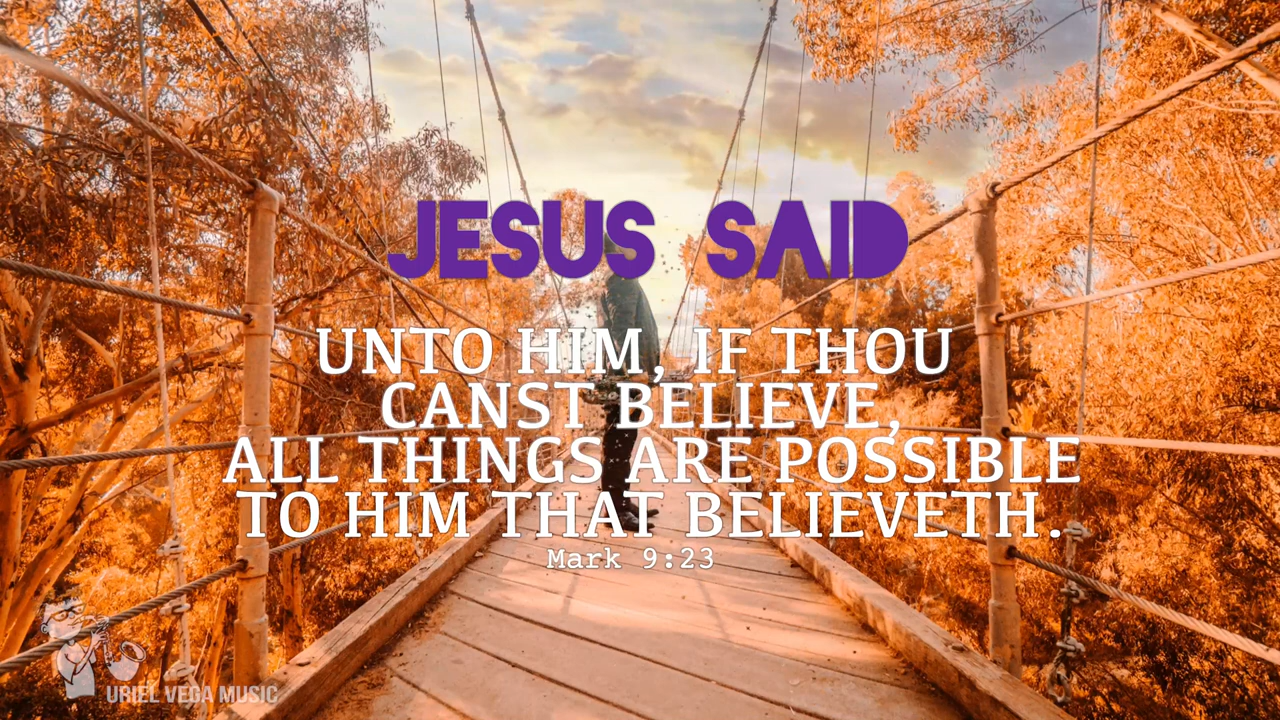 JESUS SAID
UNTO HIM, IF THOU
CANST BELIEVE,
ALL THINGS ARE POSSIBLE
TO HIM THAT BELIEVETH.
Mark 9:23
URIEL VEGA MUSIC